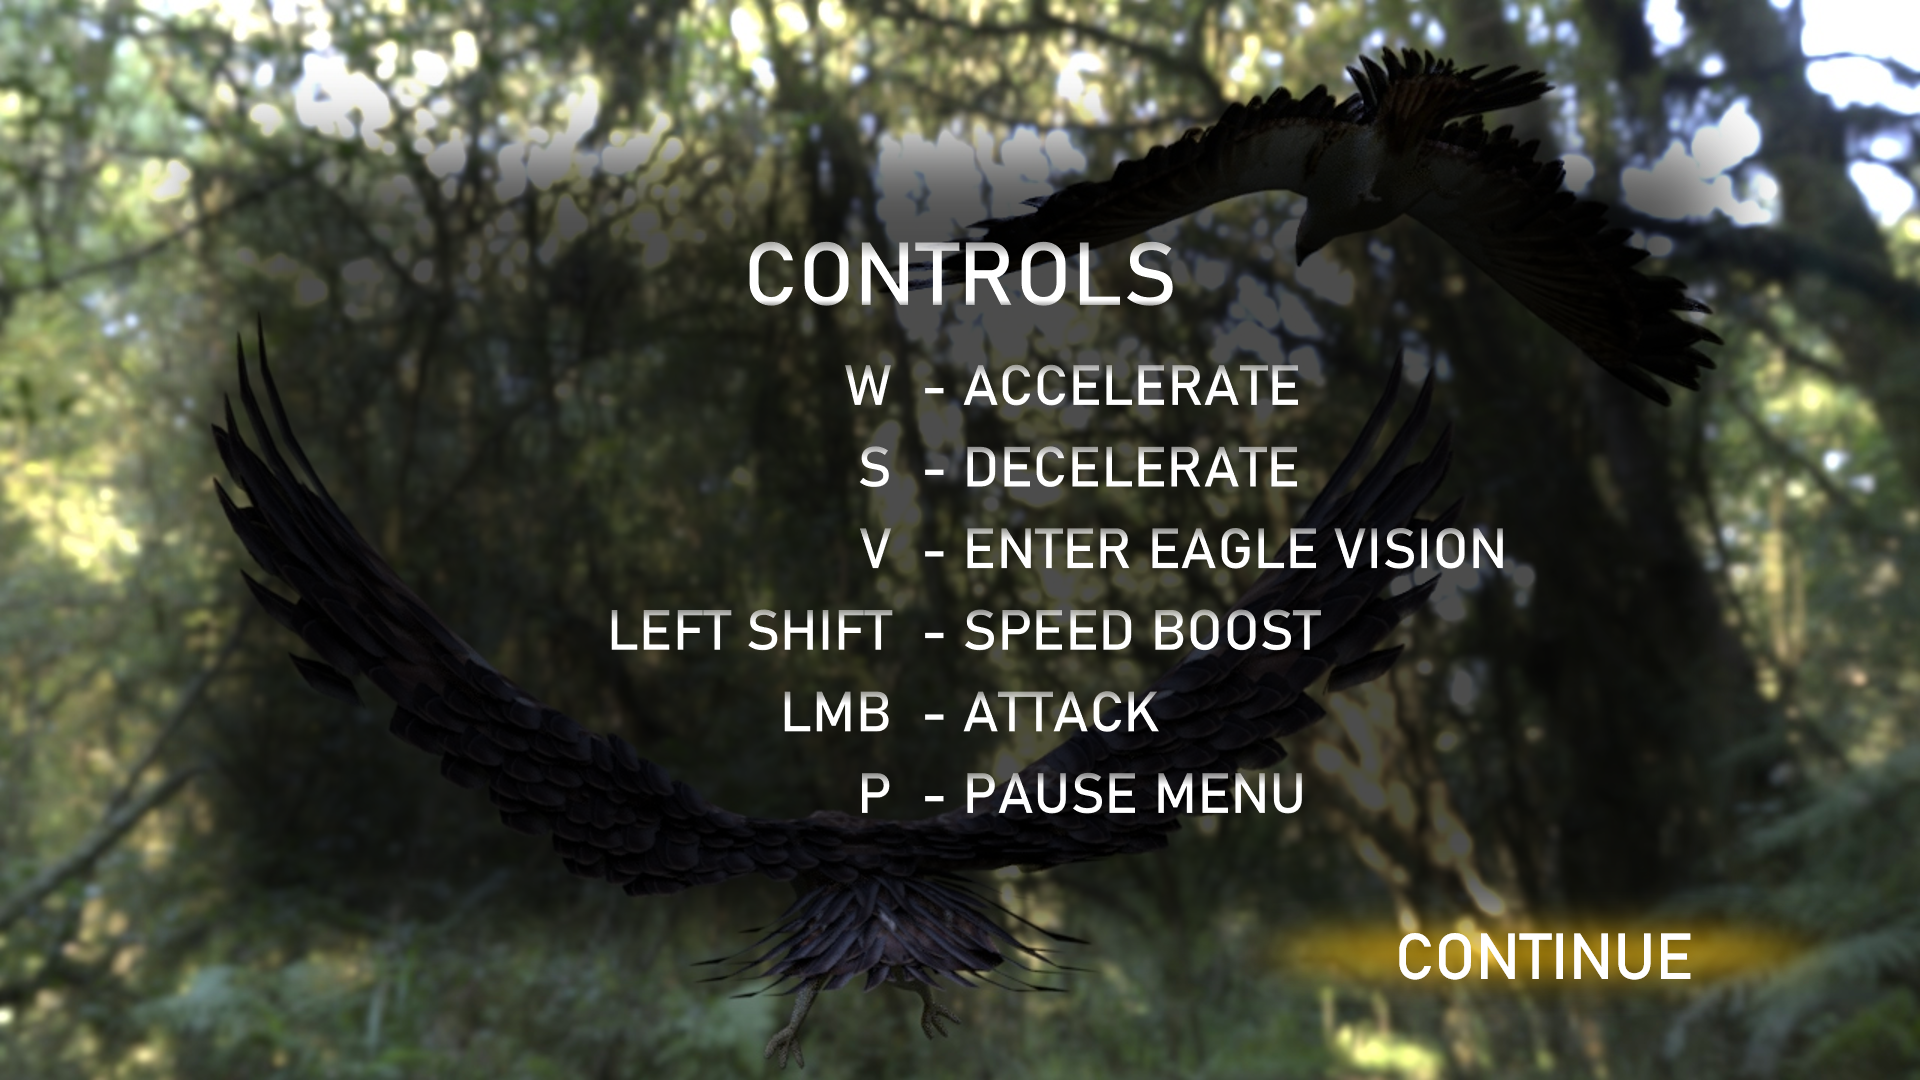 CONTROLS
W - ACCELERATE
S - DECELERATE
V - ENTER EAGLE VISION
LEFT SHIFT - SPEED BOOST
LMB - ATTACK
P - PAUSE MENU
CONTINUE